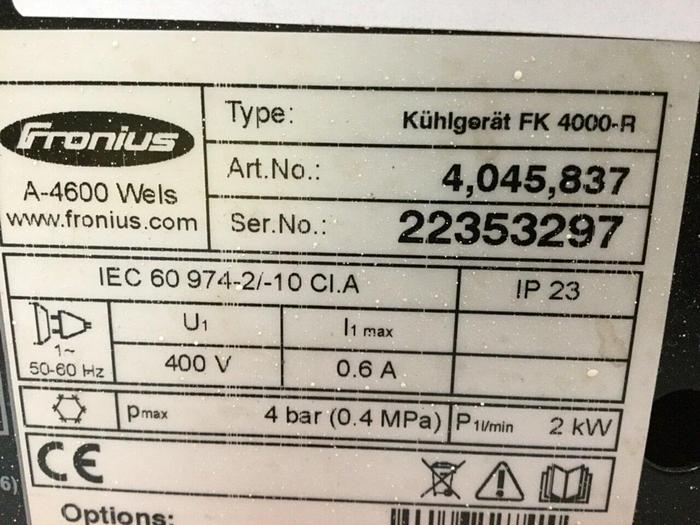 Fronius
A-4600 Wels
www.fronius.com
Type: Kühlgerät FK 4000-R
Art.No.: 4,045,837
Ser.No.: 22353297
IEC 60 974-2/-10 Cl.A IP 23
1~
50-60 Hz
U1 I1 max
400 V 0.6 A
pmax 4 bar (0.4 MPa) P1l/min 2 kW
CE
6)
Options: